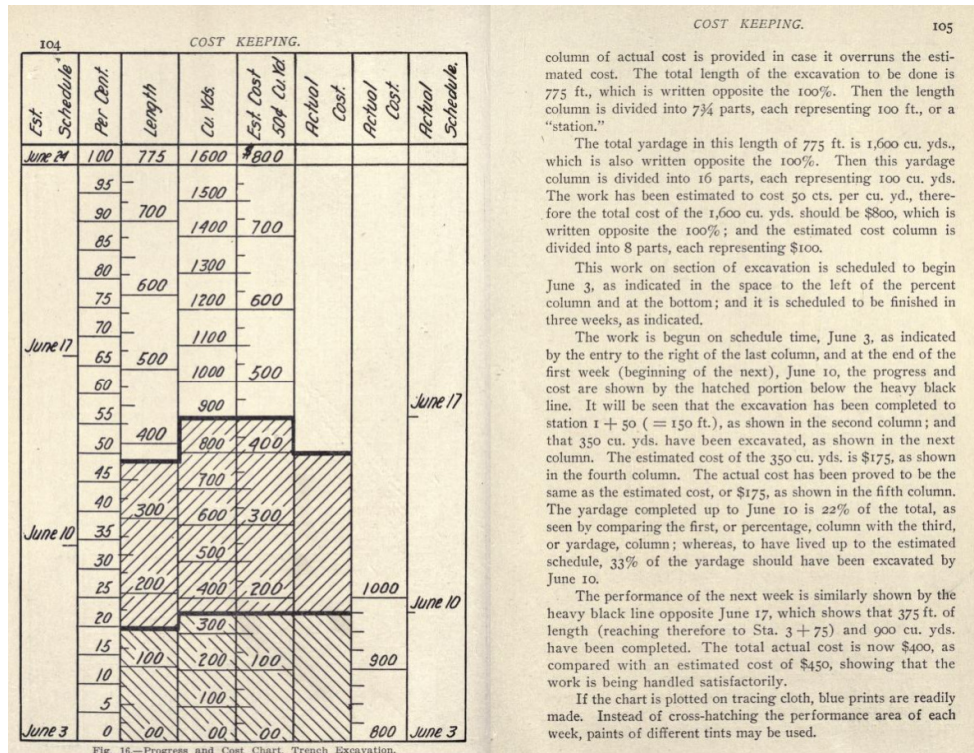 104
COST KEEPING.
Est. Schedule Per Cent. Length Cu. Yds. Est. Cost 50¢ Cu. Yd. Actual Cost. Actual Cost. Actual Schedule.
June 24 100 775 1600 $800
95 1500
90 700
85 1400 700
80 1300
75 600 1200 600
70 1100
June 17
65 500 1000 500
60
55 900 June 17
50 400 800 400
45 700
40 300 600 300
June 10 35
30 500
25 200 400 200 1000
June 10
20 300
15 100 200 100 900
10
5 100
June 3 0 00 00 00 800 June 3
Fig. 16—Progress and Cost Chart, Trench Excavation.
COST KEEPING.
105
column of actual cost is provided in case it overruns the esti-
mated cost. The total length of the excavation to be done is
775 ft., which is written opposite the 100%. Then the length
column is divided into 7¾ parts, each representing 100 ft., or a
“station.”
The total yardage in this length of 775 ft. is 1,600 cu. yds.,
which is also written opposite the 100%. Then this yardage
column is divided into 16 parts, each representing 100 cu. yds.
The work has been estimated to cost 50 cts. per cu. yd., there-
fore the total cost of the 1,600 cu. yds. should be $800, which is
written opposite the 100%; and the estimated cost column is
divided into 8 parts, each representing $100.
This work on section of excavation is scheduled to begin
June 3, as indicated in the space to the left of the percent
column and at the bottom; and it is scheduled to be finished in
three weeks, as indicated.
The work is begun on schedule time, June 3, as indicated
by the entry to the right of the last column, and at the end of the
first week (beginning of the next), June 10, the progress and
cost are shown by the hatched portion below the heavy black
line. It will be seen that the excavation has been completed to
station 1 + 50 ( = 150 ft.), as shown in the second column; and
that 350 cu. yds. have been excavated, as shown in the next
column. The estimated cost of the 350 cu. yds. is $175, as shown
in the fourth column. The actual cost has been proved to be the
same as the estimated cost, or $175, as shown in the fifth column.
The yardage completed up to June 10 is 22% of the total, as
seen by comparing the first, or percentage, column with the third,
or yardage, column; whereas, to have lived up to the estimated
schedule, 33% of the yardage should have been excavated by
June 10.
The performance of the next week is similarly shown by the
heavy black line opposite June 17, which shows that 375 ft. of
length (reaching therefore to Sta. 3 + 75) and 900 cu. yds.
have been completed. The total actual cost is now $400, as
compared with an estimated cost of $450, showing that the
work is being handled satisfactorily.
If the chart is plotted on tracing cloth, blue prints are readily
made. Instead of cross-hatching the performance area of each
week, paints of different tints may be used.